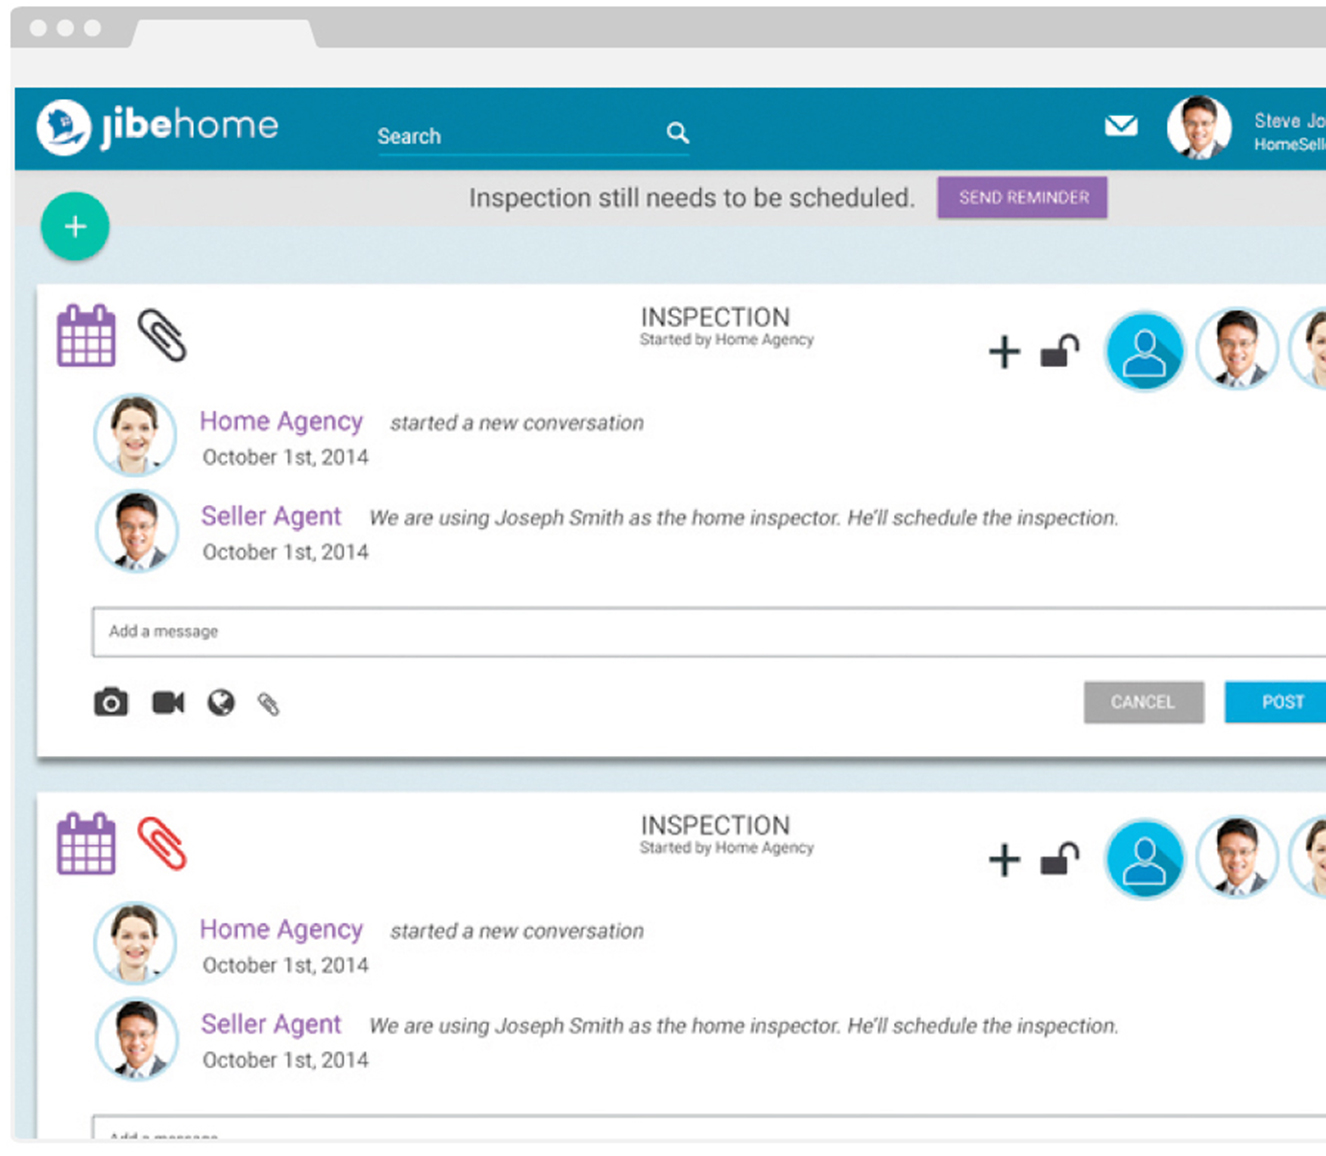 jibehome
Search
Steve Jo
HomeSell
Inspection still needs to be scheduled. SEND REMINDER
INSPECTION
Started by Home Agency
Home Agency started a new conversation
October 1st, 2014
Seller Agent We are using Joseph Smith as the home inspector. He'll schedule the inspection.
October 1st, 2014
Add a message
CANCEL POST
INSPECTION
Started by Home Agency
Home Agency started a new conversation
October 1st, 2014
Seller Agent We are using Joseph Smith as the home inspector. He'll schedule the inspection.
October 1st, 2014
Add a message